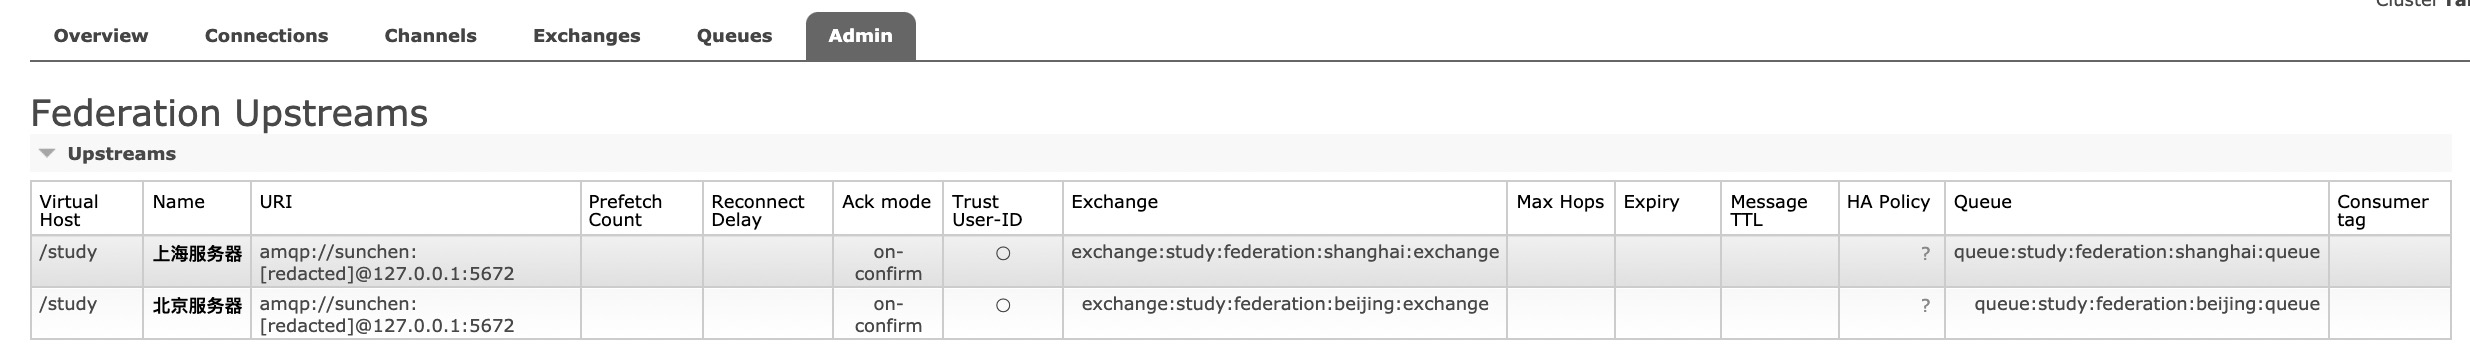 Cluster
Overview Connections Channels Exchanges Queues Admin
Federation Upstreams
Upstreams
Virtual Host Name URI Prefetch Count Reconnect Delay Ack mode Trust User-ID Exchange Max Hops Expiry Message TTL HA Policy Queue Consumer tag
/study 上海服务器 amqp://sunchen:[redacted]@127.0.0.1:5672 on-confirm ○ exchange:study:federation:shanghai:exchange ? queue:study:federation:shanghai:queue
/study 北京服务器 amqp://sunchen:[redacted]@127.0.0.1:5672 on-confirm ○ exchange:study:federation:beijing:exchange ? queue:study:federation:beijing:queue